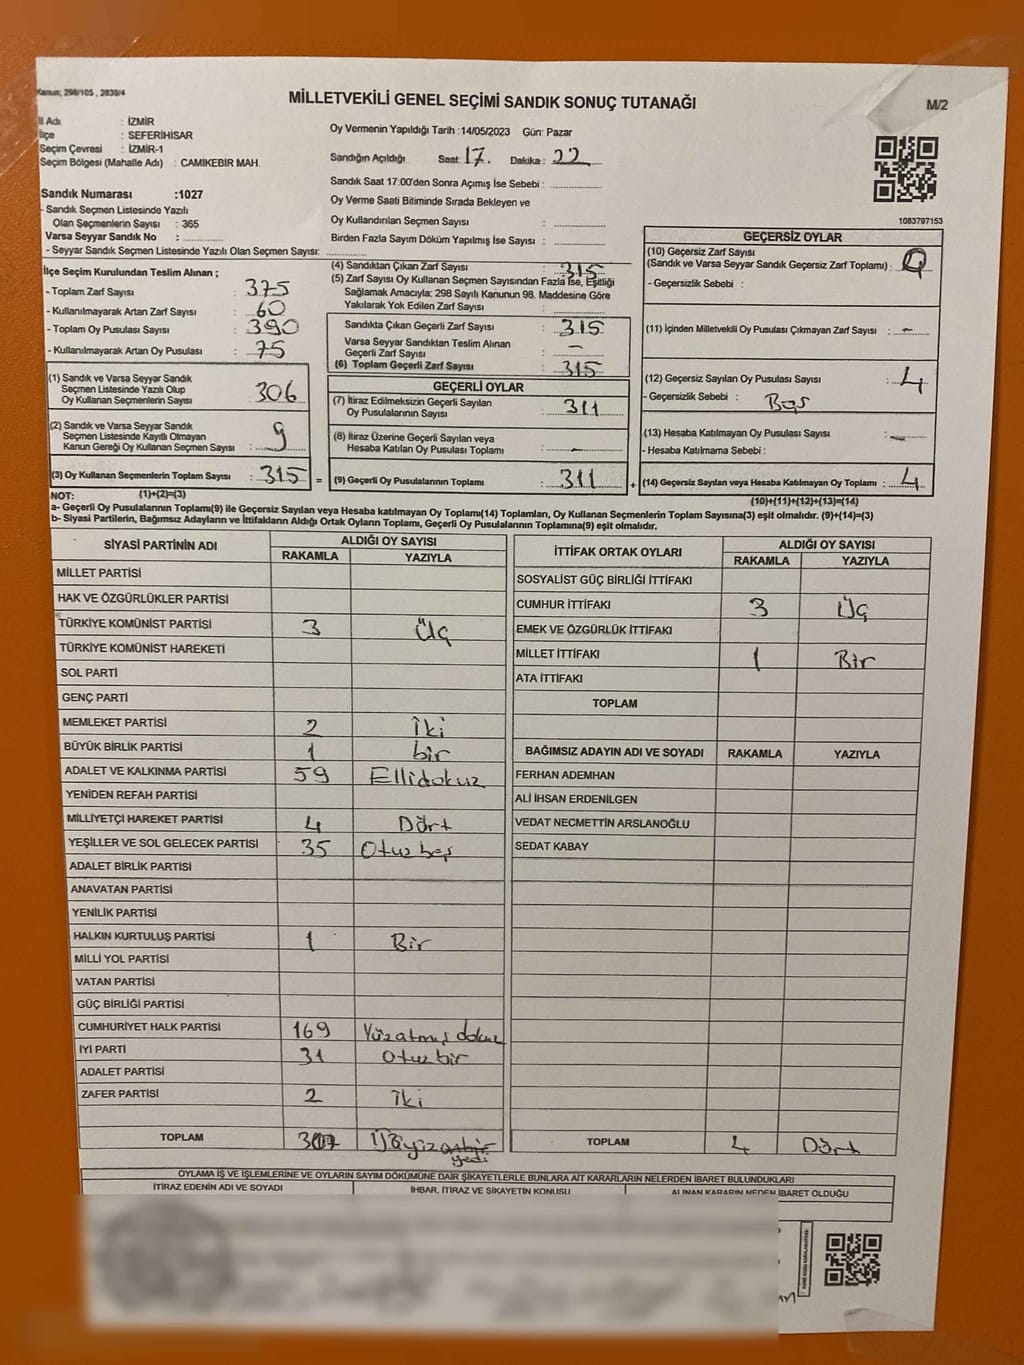 Kanun; 298/105 , 2839/4
MİLLETVEKİLİ GENEL SEÇİMİ SANDIK SONUÇ TUTANAĞI
M/2
İl Adı : İZMİR
İlçe : SEFERİHİSAR
Seçim Çevresi : İZMİR-1
Seçim Bölgesi (Mahalle Adı) : CAMİKEBİR MAH.
Oy Vermenin Yapıldığı Tarih :14/05/2023 Gün: Pazar
Sandığın Açıldığı Saat: 17. Dakika: 22
Sandık Saat 17:00'den Sonra Açımış İse Sebebi :
Oy Verme Saati Bitiminde Sırada Bekleyen ve
Oy Kullandırılan Seçmen Sayısı :
Birden Fazla Sayım Döküm Yapılmış İse Sayısı :
1083797153
Sandık Numarası :1027
- Sandık Seçmen Listesinde Yazılı
Olan Seçmenlerin Sayısı : 365
Varsa Seyyar Sandık No :
- Seyyar Sandık Seçmen Listesinde Yazılı Olan Seçmen Sayısı:
İlçe Seçim Kurulundan Teslim Alınan ;
- Toplam Zarf Sayısı : 375
- Kullanılmayarak Artan Zarf Sayısı : 60
- Toplam Oy Pusulası Sayısı : 390
- Kullanılmayarak Artan Oy Pusulası : 75
(1) Sandık ve Varsa Seyyar Sandık
Seçmen Listesinde Yazılı Olup
Oy Kullanan Seçmenlerin Sayısı : 306
(2) Sandık ve Varsa Seyyar Sandık
Seçmen Listesinde Kayıtlı Olmayan
Kanun Gereği Oy Kullanan Seçmen Sayısı : 9
(3) Oy Kullanan Seçmenlerin Toplam Sayısı : 315 =
(4) Sandıktan Çıkan Zarf Sayısı : 315
(5) Zarf Sayısı Oy Kullanan Seçmen Sayısından Fazla İse, Eşitliği
Sağlamak Amacıyla; 298 Sayılı Kanunun 98. Maddesine Göre
Yakılarak Yok Edilen Zarf Sayısı :
Sandıkta Çıkan Geçerli Zarf Sayısı : 315
Varsa Seyyar Sandıktan Teslim Alınan
Geçerli Zarf Sayısı : -
(6) Toplam Geçerli Zarf Sayısı : 315
GEÇERLİ OYLAR
(7) İtiraz Edilmeksizin Geçerli Sayılan
Oy Pusulalarının Sayısı : 311
(8) İtiraz Üzerine Geçerli Sayılan veya
Hesaba Katılan Oy Pusulası Toplamı : -
(9) Geçerli Oy Pusulalarının Toplamı : 311 +
GEÇERSİZ OYLAR
(10) Geçersiz Zarf Sayısı
(Sandık ve Varsa Seyyar Sandık Geçersiz Zarf Toplamı) :
- Geçersizlik Sebebi :
(11) İçinden Milletvekili Oy Pusulası Çıkmayan Zarf Sayısı : -
(12) Geçersiz Sayılan Oy Pusulası Sayısı : 4
- Geçersizlik Sebebi : Boş
(13) Hesaba Katılmayan Oy Pusulası Sayısı : -
- Hesaba Katılmama Sebebi :
(14) Geçersiz Sayılan veya Hesaba Katılmayan Oy Toplamı : 4
NOT: (1)+(2)=(3)
(10)+(11)+(12)+(13)=(14)
a- Geçerli Oy Pusulasının Toplamı(9) ile Geçersiz Sayılan veya Hesaba katılmayan Oy Toplamı(14) Toplamları, Oy Kullanan Seçmenlerin Toplam Sayısına(3) eşit olmalıdır. (9)+(14)=(3)
b- Siyasi Partilerin, Bağımsız Adayların ve İttifakların Aldığı Ortak Oyların Toplamı, Geçerli Oy Pusulalarının Toplamına(9) eşit olmalıdır.
SİYASİ PARTİNİN ADI ALDIĞI OY SAYISI
RAKAMLA YAZIYLA
MİLLET PARTİSİ
HAK VE ÖZGÜRLÜKLER PARTİSİ
TÜRKİYE KOMÜNİST PARTİSİ 3 Üç
TÜRKİYE KOMÜNİST HAREKETİ
SOL PARTİ
GENÇ PARTİ
MEMLEKET PARTİSİ 2 İki
BÜYÜK BİRLİK PARTİSİ 1 bir
ADALET VE KALKINMA PARTİSİ 59 Ellidokuz
YENİDEN REFAH PARTİSİ
MİLLİYETÇİ HAREKET PARTİSİ 4 Dört
YEŞİLLER VE SOL GELECEK PARTİSİ 35 Otuz beş
ADALET BİRLİK PARTİSİ
ANAVATAN PARTİSİ
YENİLİK PARTİSİ
HALKIN KURTULUŞ PARTİSİ 1 Bir
MİLLİ YOL PARTİSİ
VATAN PARTİSİ
GÜÇ BİRLİĞİ PARTİSİ
CUMHURİYET HALK PARTİSİ 169 Yüzatmış dokuz
İYİ PARTİ 31 Otuz bir
ADALET PARTİSİ
ZAFER PARTİSİ 2 İki
TOPLAM 307 Üçyüz
yedi
İTTİFAK ORTAK OYLARI ALDIĞI OY SAYISI
RAKAMLA YAZIYLA
SOSYALİST GÜÇ BİRLİĞİ İTTİFAKI
CUMHUR İTTİFAKI 3 Üç
EMEK VE ÖZGÜRLÜK İTTİFAKI
MİLLET İTTİFAKI 1 Bir
ATA İTTİFAKI
TOPLAM
BAĞIMSIZ ADAYIN ADI VE SOYADI RAKAMLA YAZIYLA
FERHAN ADEMHAN
ALİ İHSAN ERDENİLGEN
VEDAT NECMETTİN ARSLANOĞLU
SEDAT KABAY
TOPLAM 4 Dört
OYLAMA İŞ VE İŞLEMLERİNE VE OYLARIN SAYIM DÖKÜMÜNE DAİR ŞİKAYETLERLE BUNLARA AİT KARARLARIN NELERDEN İBARET BULUNDUKLARI
İTİRAZ EDENİN ADI VE SOYADI İHBAR, İTİRAZ VE ŞİKAYETİN KONUSU ALINAN KARARIN NEDEN İBARET OLDUĞU